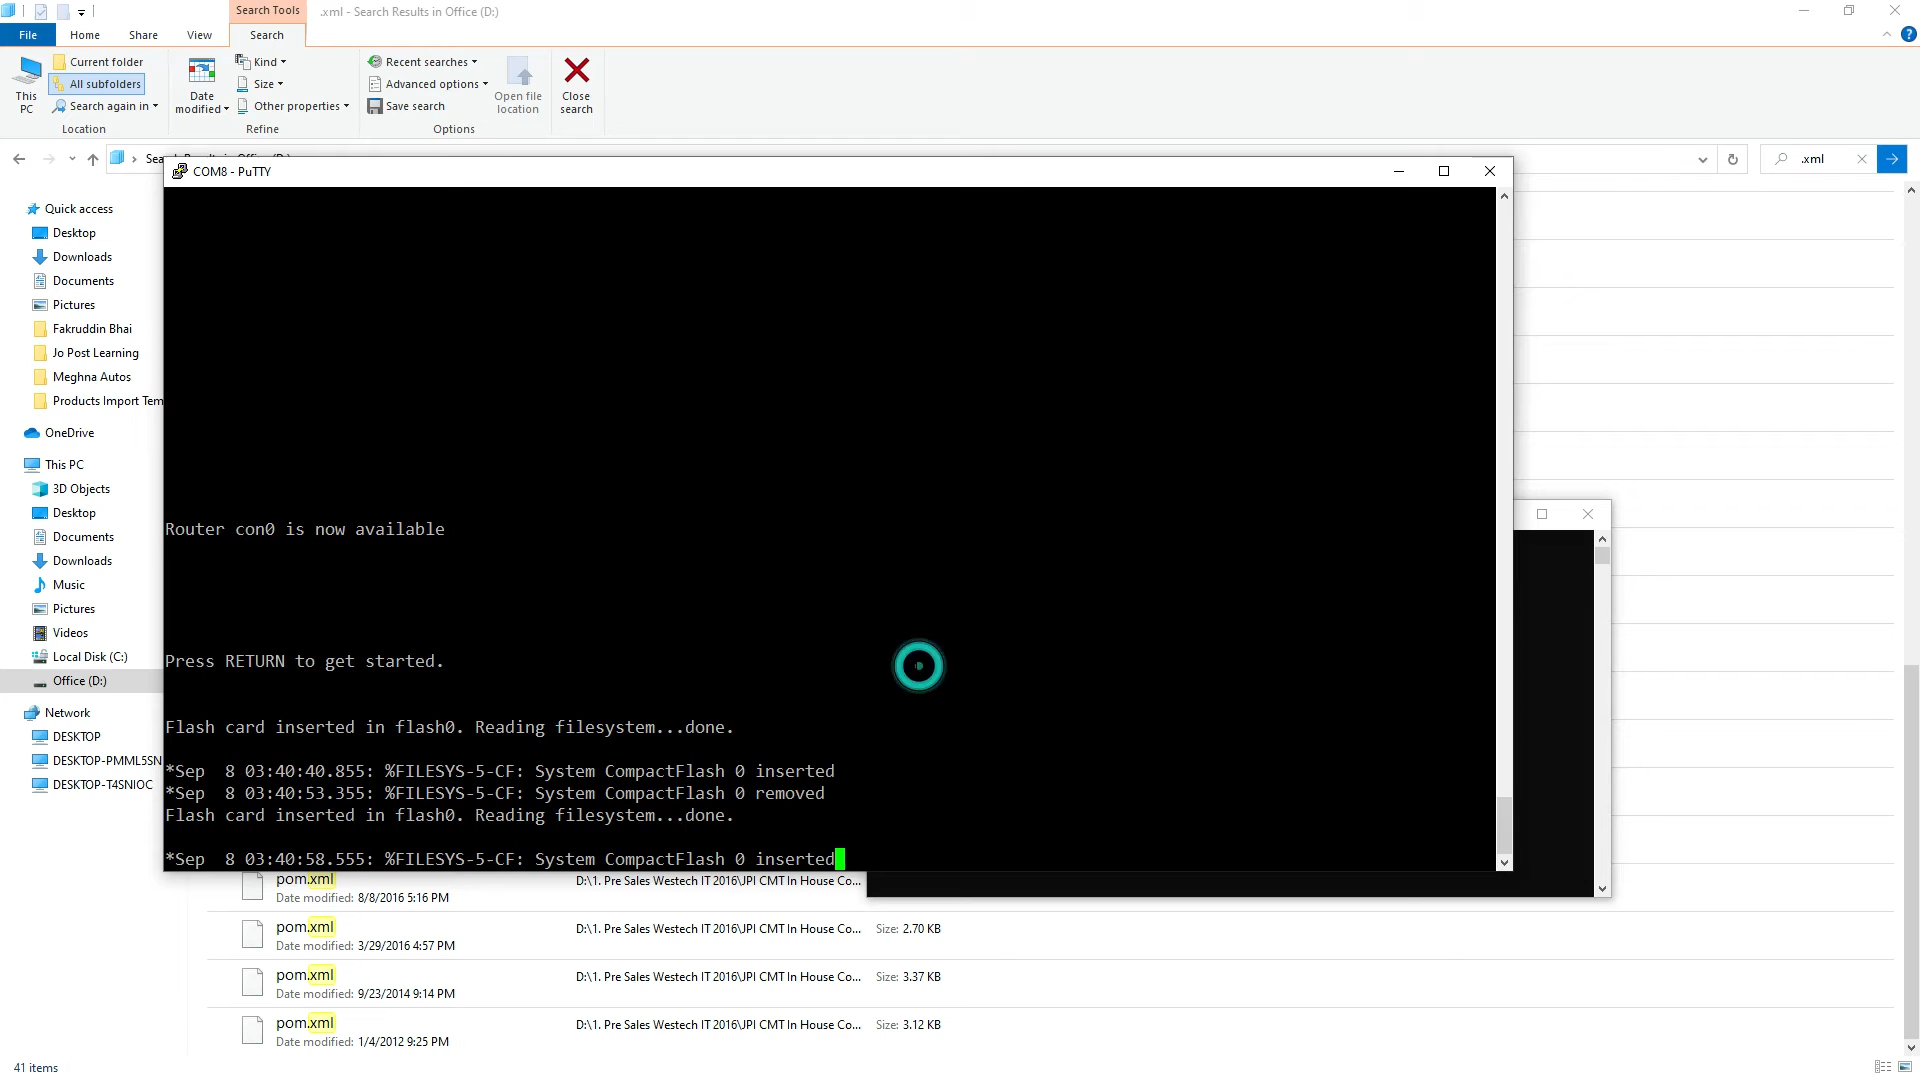 Search Tools
.xml - Search Results in Office (D:)
File
Home
Share
View
Search
This PC
Current folder
All subfolders
Search again in
Location
Date modified
Kind
Size
Other properties
Refine
Recent searches
Advanced options
Save search
Options
Open file location
Close search
.xml
COM8 - PuTTY
Quick access
Desktop
Downloads
Documents
Pictures
Fakruddin Bhai
Jo Post Learning
Meghna Autos
Products Import Tem
OneDrive
This PC
3D Objects
Desktop
Documents
Downloads
Music
Pictures
Videos
Local Disk (C:)
Office (D:)
Network
DESKTOP
DESKTOP-PMML5SN
DESKTOP-T4SNIOC
Router con0 is now available
Press RETURN to get started.
Flash card inserted in flash0. Reading filesystem...done.
*Sep  8 03:40:40.855: %FILESYS-5-CF: System CompactFlash 0 inserted
*Sep  8 03:40:53.355: %FILESYS-5-CF: System CompactFlash 0 removed
Flash card inserted in flash0. Reading filesystem...done.
*Sep  8 03:40:58.555: %FILESYS-5-CF: System CompactFlash 0 inserted
pom.xml D:\1. Pre Sales Westech IT 2016\JPI CMT In House Co...
Date modified: 8/8/2016 5:16 PM
pom.xml D:\1. Pre Sales Westech IT 2016\JPI CMT In House Co... Size: 2.70 KB
Date modified: 3/29/2016 4:57 PM
pom.xml D:\1. Pre Sales Westech IT 2016\JPI CMT In House Co... Size: 3.37 KB
Date modified: 9/23/2014 9:14 PM
pom.xml D:\1. Pre Sales Westech IT 2016\JPI CMT In House Co... Size: 3.12 KB
Date modified: 1/4/2012 9:25 PM
41 items